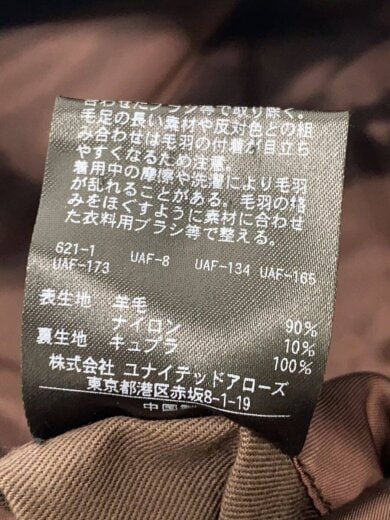 合わせたブラシ等で取り除く。
毛足の長い素材や反対色との組
み合わせは毛羽の付着が目立ち
やすくなるため注意。
着用中の摩擦や洗濯により毛羽
が乱れることがある。毛羽の絡
みをほぐすように素材に合わせ
た衣料用ブラシ等で整える。
621-1 UAF-8 UAF-134 UAF-165
UAF-173
表生地 羊毛 90%
ナイロン 10%
裏生地 キュプラ 100%
株式会社 ユナイテッドアローズ
東京都港区赤坂8-1-19
中国製